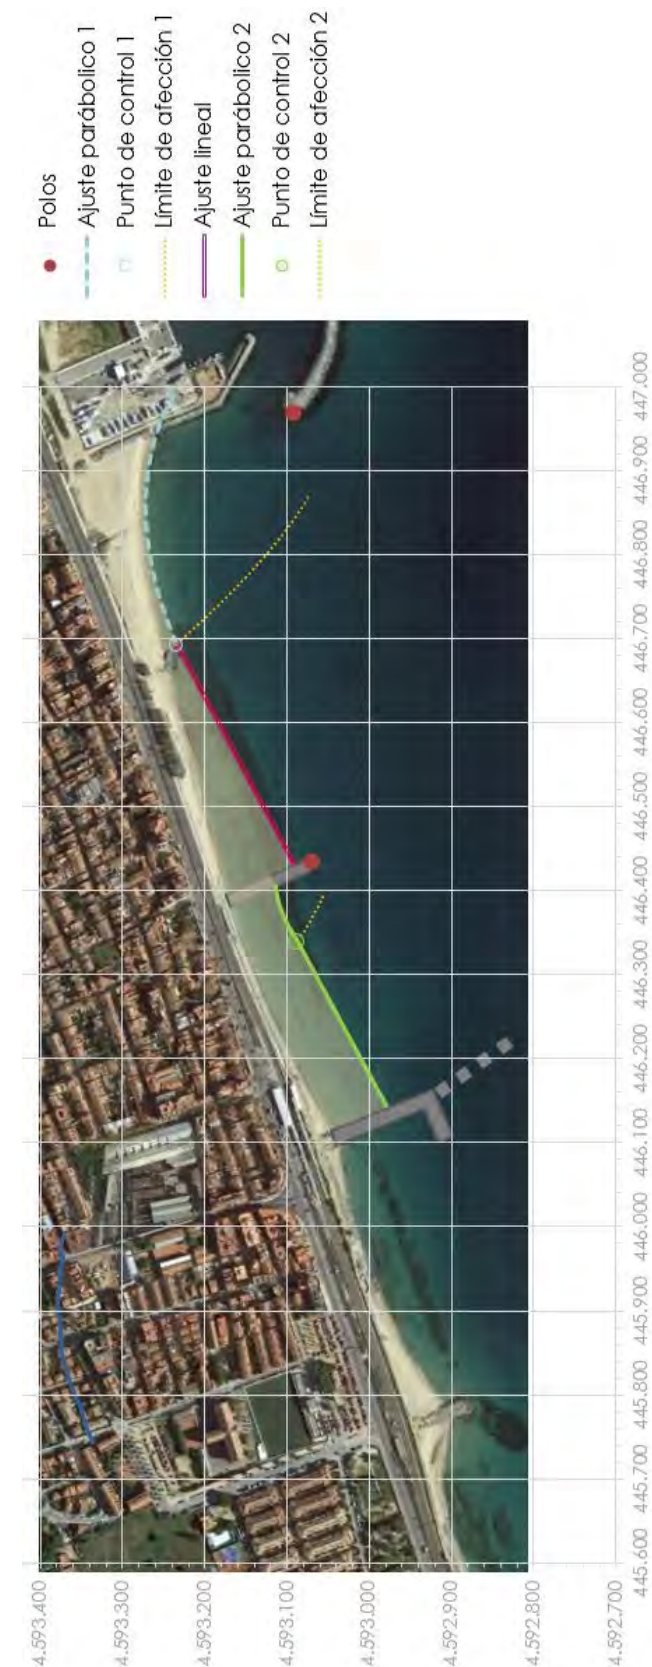 Polos
Ajuste parábolico 1
Punto de control 1
Límite de afección 1
Ajuste lineal
Ajuste parábolico 2
Punto de control 2
Límite de afección 2
4.593.400
4.593.300
4.593.200
4.593.100
4.593.000
4.592.900
4.592.800
4.592.700
445.600
445.700
445.800
445.900
446.000
446.100
446.200
446.300
446.400
446.500
446.600
446.700
446.800
446.900
447.000